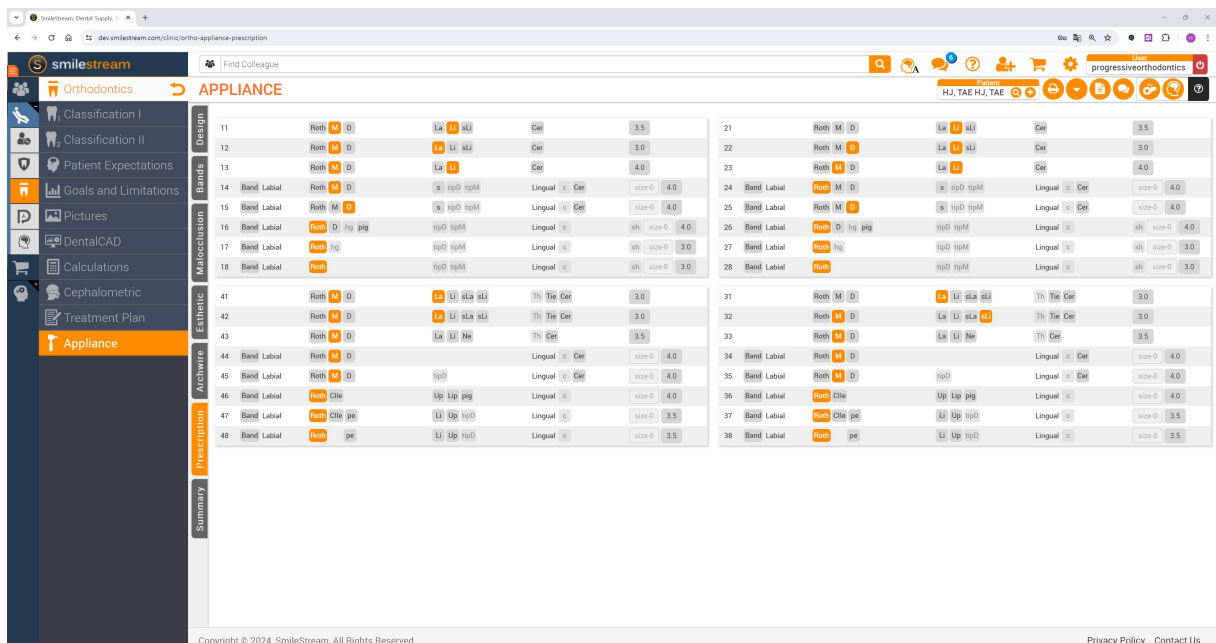 SmileStream: Dental Supply, S
dev.smilestream.com/clinic/ortho-appliance-prescription
smilestream
Find Colleague
6
User
progressiveorthodontics
Orthodontics
APPLIANCE
Patient
HJ, TAE HJ, TAE
Classification I
Classification II
Patient Expectations
Goals and Limitations
Pictures
DentalCAD
Calculations
Cephalometric
Treatment Plan
Appliance
Design
Bands
Malocclusion
Esthetic
Archwire
Prescription
Summary
11 Roth M D La Li sLi Cer 3.5
12 Roth M D La Li sLi Cer 3.0
13 Roth M D La Li Cer 4.0
14 Band Labial Roth M D s tipD tipM Lingual c Cer size-0 4.0
15 Band Labial Roth M D s tipD tipM Lingual c Cer size-0 4.0
16 Band Labial Roth D hg pig tipD tipM Lingual c sh size-0 4.0
17 Band Labial Roth hg tipD tipM Lingual c sh size-0 3.0
18 Band Labial Roth tipD tipM Lingual c sh size-0 3.0
21 Roth M D La Li sLi Cer 3.5
22 Roth M D La Li sLi Cer 3.0
23 Roth M D La Li Cer 4.0
24 Band Labial Roth M D s tipD tipM Lingual c Cer size-0 4.0
25 Band Labial Roth M D s tipD tipM Lingual c Cer size-0 4.0
26 Band Labial Roth D hg pig tipD tipM Lingual c sh size-0 4.0
27 Band Labial Roth hg tipD tipM Lingual c sh size-0 3.0
28 Band Labial Roth tipD tipM Lingual c sh size-0 3.0
41 Roth M D La Li sLa sLi Th Tie Cer 3.0
42 Roth M D La Li sLa sLi Th Tie Cer 3.0
43 Roth M D La Li Ne Th Cer 3.5
44 Band Labial Roth M D Lingual c Cer size-0 4.0
45 Band Labial Roth M D tipD Lingual c Cer size-0 4.0
46 Band Labial Roth Clle Up Lip pig Lingual c size-0 4.0
47 Band Labial Roth Clle pe Li Up tipD Lingual c size-0 3.5
48 Band Labial Roth pe Li Up tipD Lingual c size-0 3.5
31 Roth M D La Li sLa sLi Th Tie Cer 3.0
32 Roth M D La Li sLa sLi Th Tie Cer 3.0
33 Roth M D La Li Ne Th Cer 3.5
34 Band Labial Roth M D Lingual c Cer size-0 4.0
35 Band Labial Roth M D tipD Lingual c Cer size-0 4.0
36 Band Labial Roth Clle Up Lip pig Lingual c size-0 4.0
37 Band Labial Roth Clle pe Li Up tipD Lingual c size-0 3.5
38 Band Labial Roth pe Li Up tipD Lingual c size-0 3.5
Copyright © 2024 SmileStream. All Rights Reserved.
Privacy Policy Contact Us